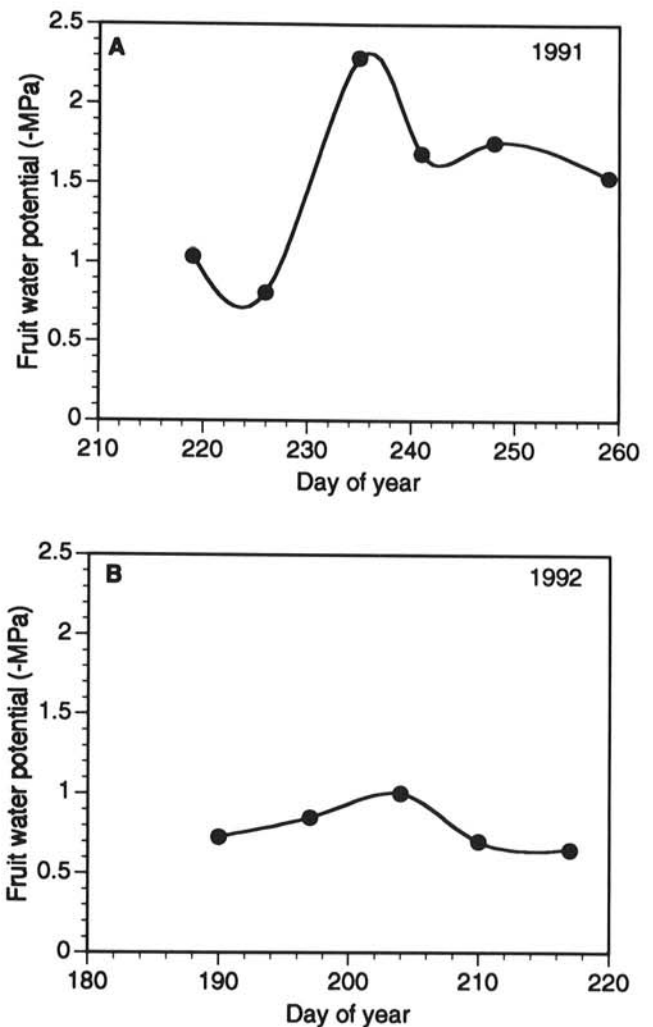 A
1991
Fruit water potential (-MPa)
2.5
2
1.5
1
0.5
0
210 220 230 240 250 260
Day of year
B
1992
Fruit water potential (-MPa)
2.5
2
1.5
1
0.5
0
180 190 200 210 220
Day of year